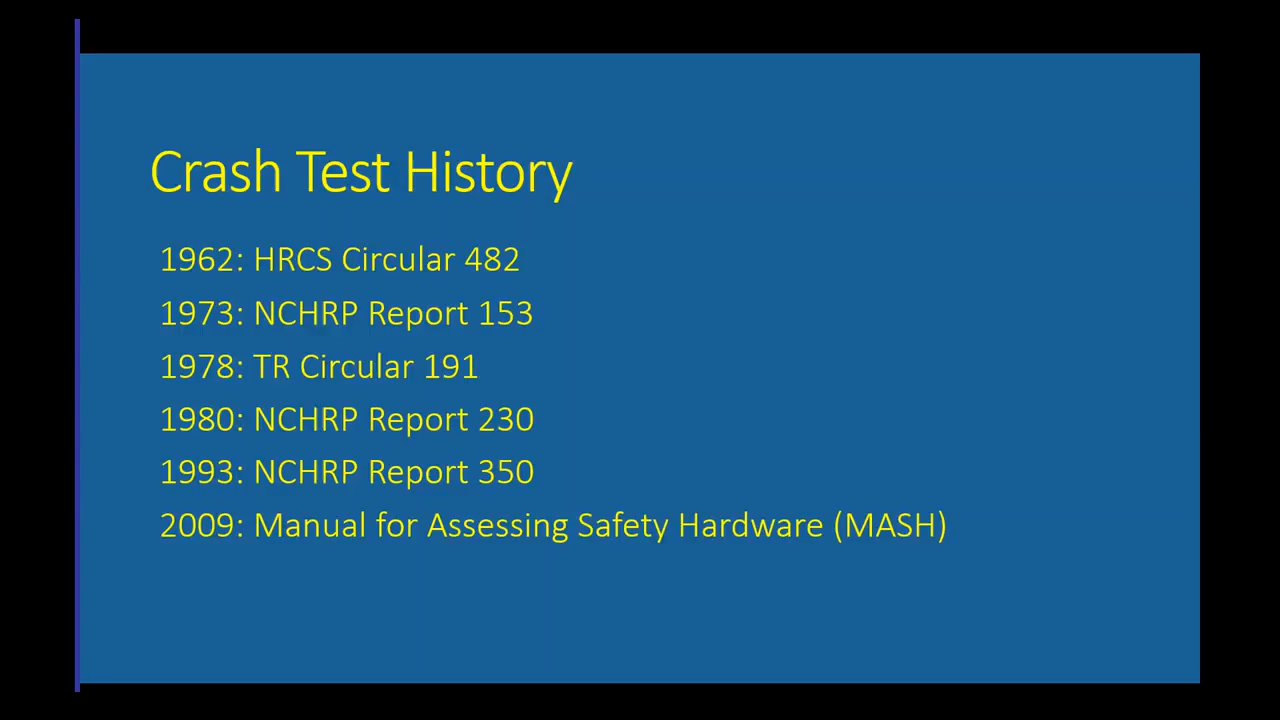 Crash Test History
1962: HRCS Circular 482
1973: NCHRP Report 153
1978: TR Circular 191
1980: NCHRP Report 230
1993: NCHRP Report 350
2009: Manual for Assessing Safety Hardware (MASH)